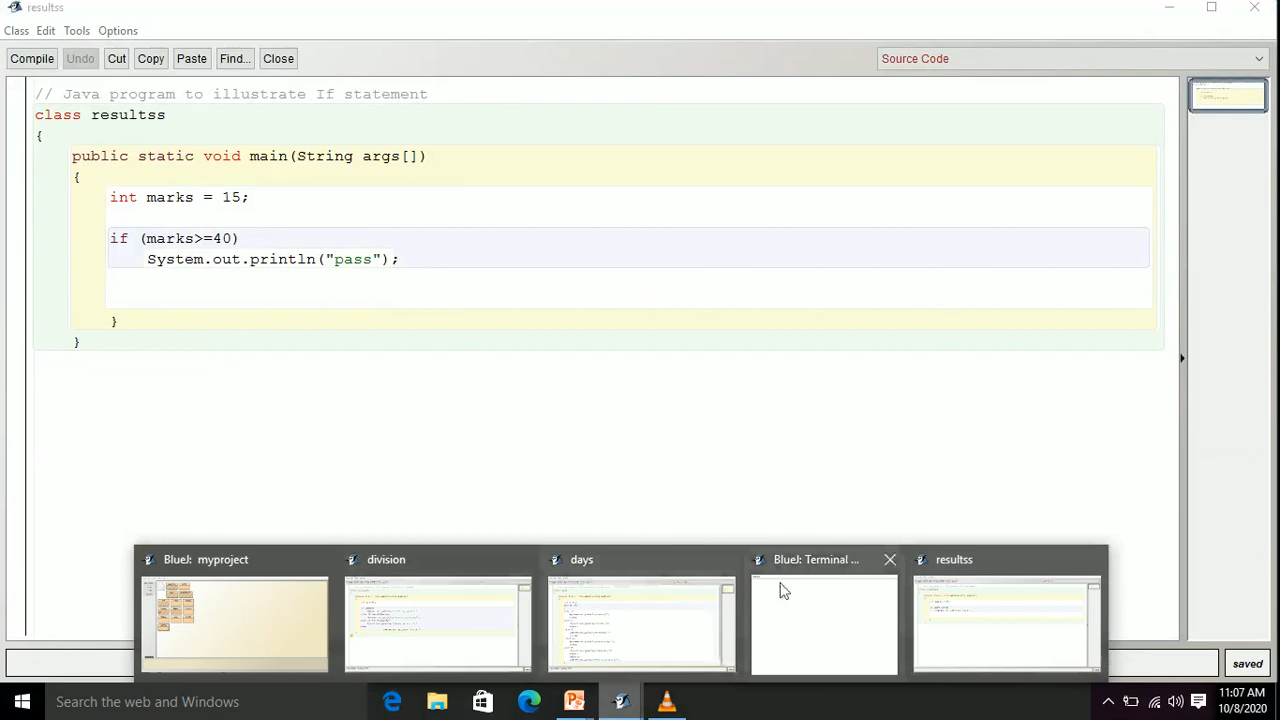 resultss
Class Edit Tools Options
Compile Undo Cut Copy Paste Find... Close Source Code
// Java program to illustrate If statement
class resultss
{
public static void main(String args[])
{
int marks = 15;
if (marks>=40)
System.out.println("pass");
}
}
BlueJ: myproject division days BlueJ: Terminal ... resultss
saved
Search the web and Windows
11:07 AM
10/8/2020